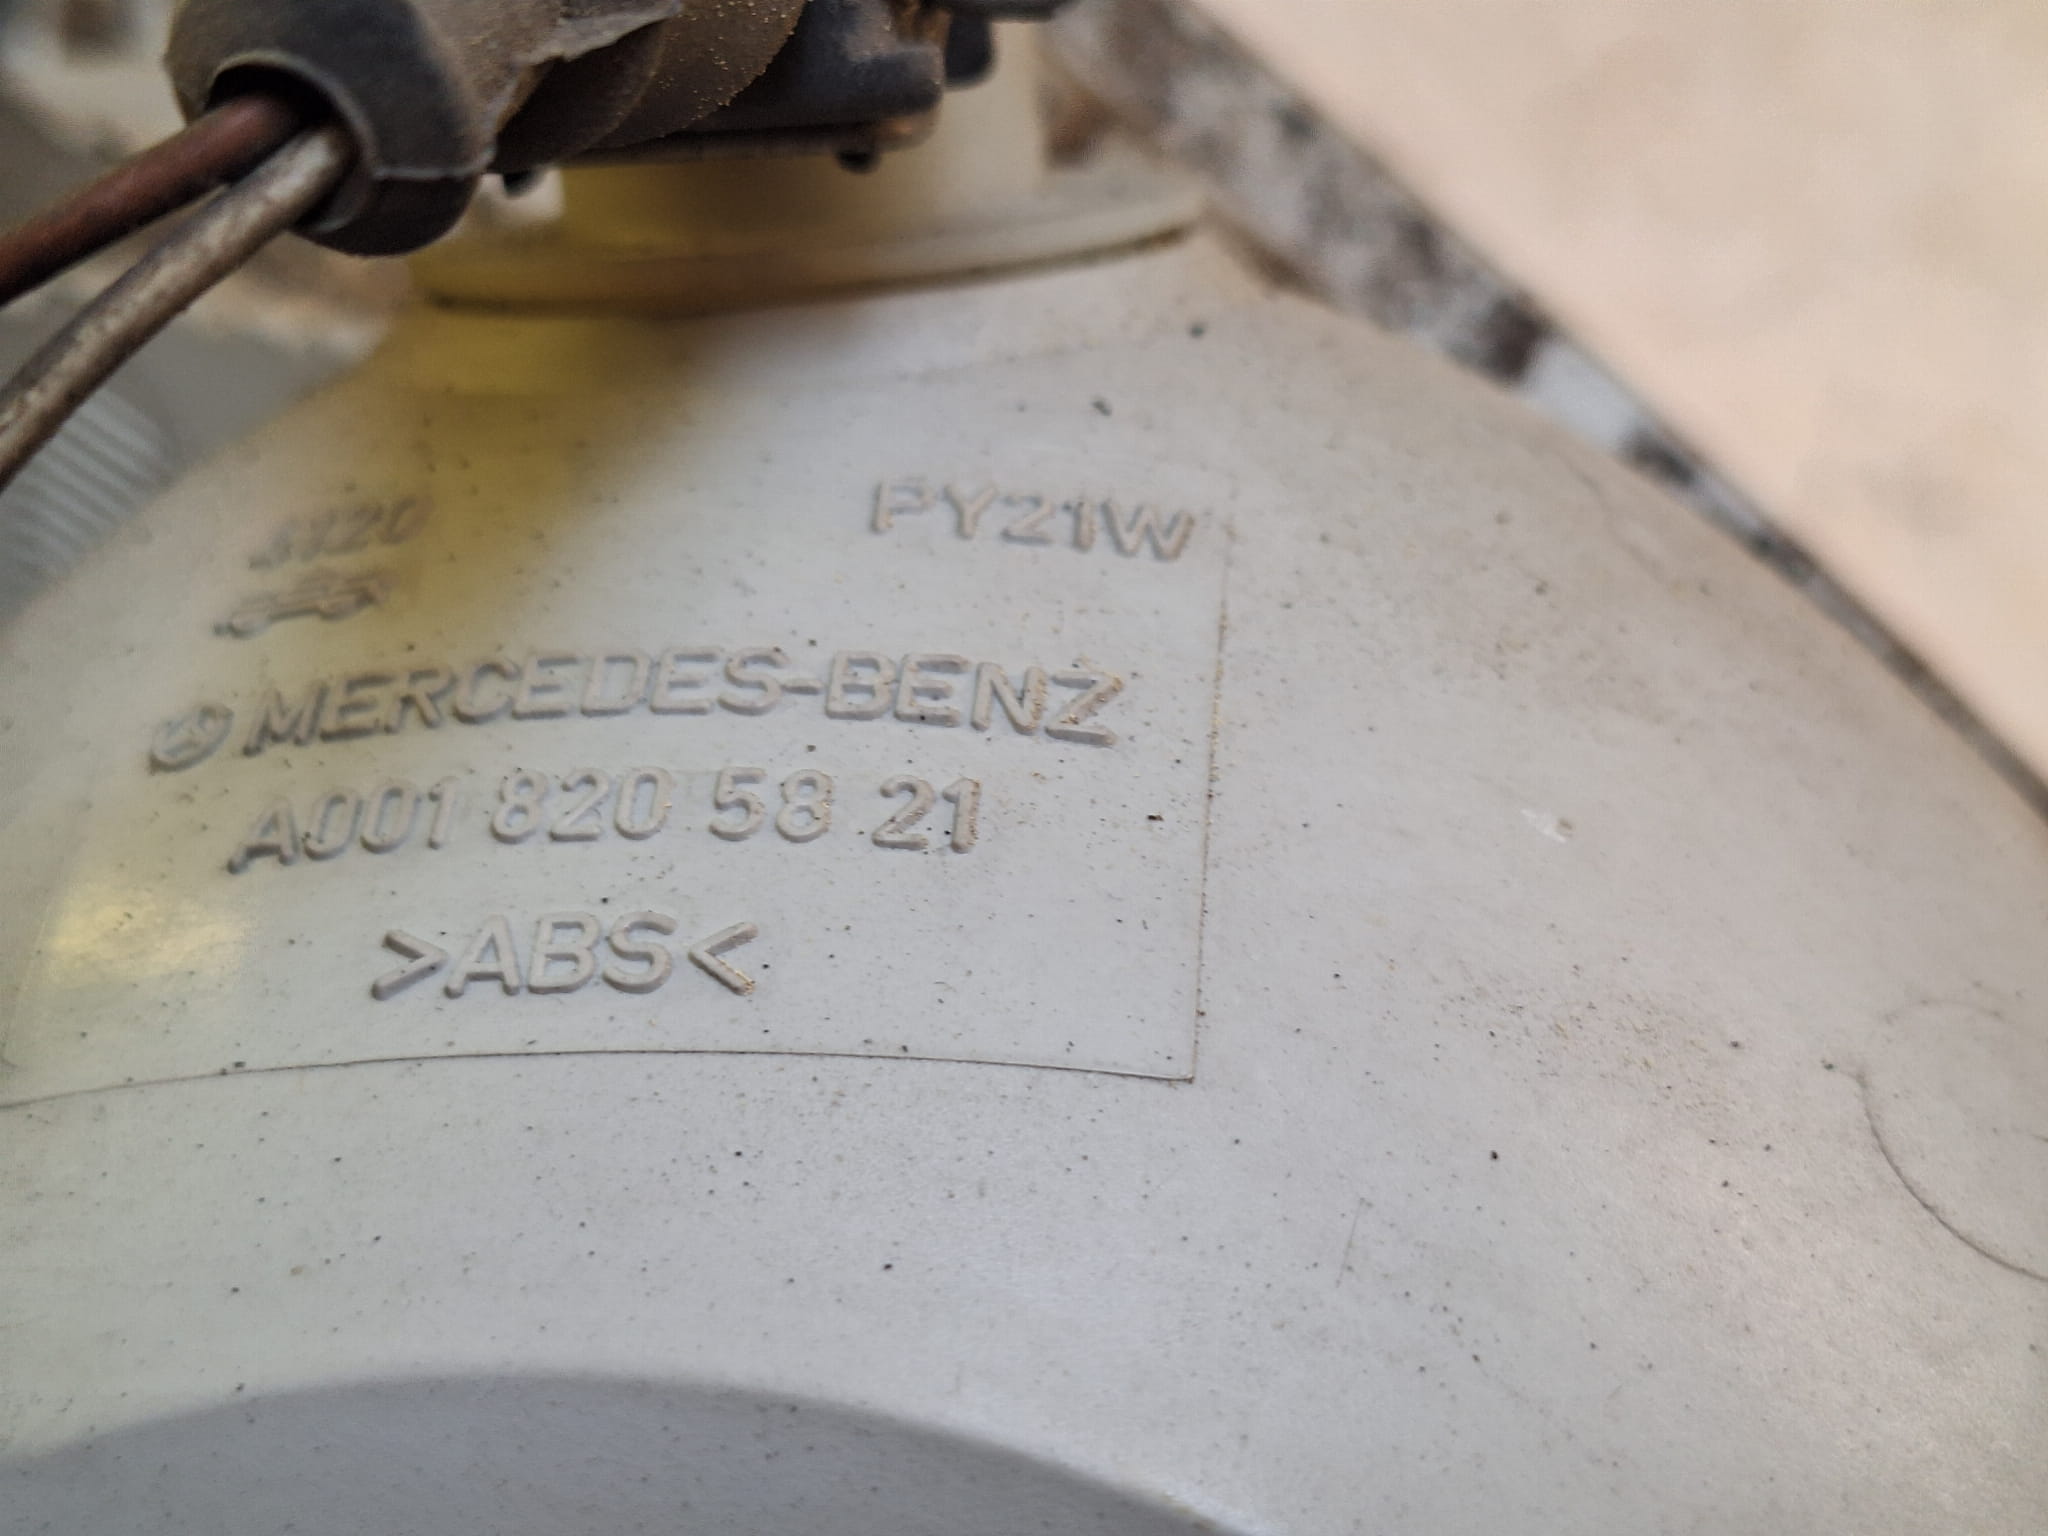 PY21W
MERCEDES-BENZ
A001 820 58 21
>ABS<